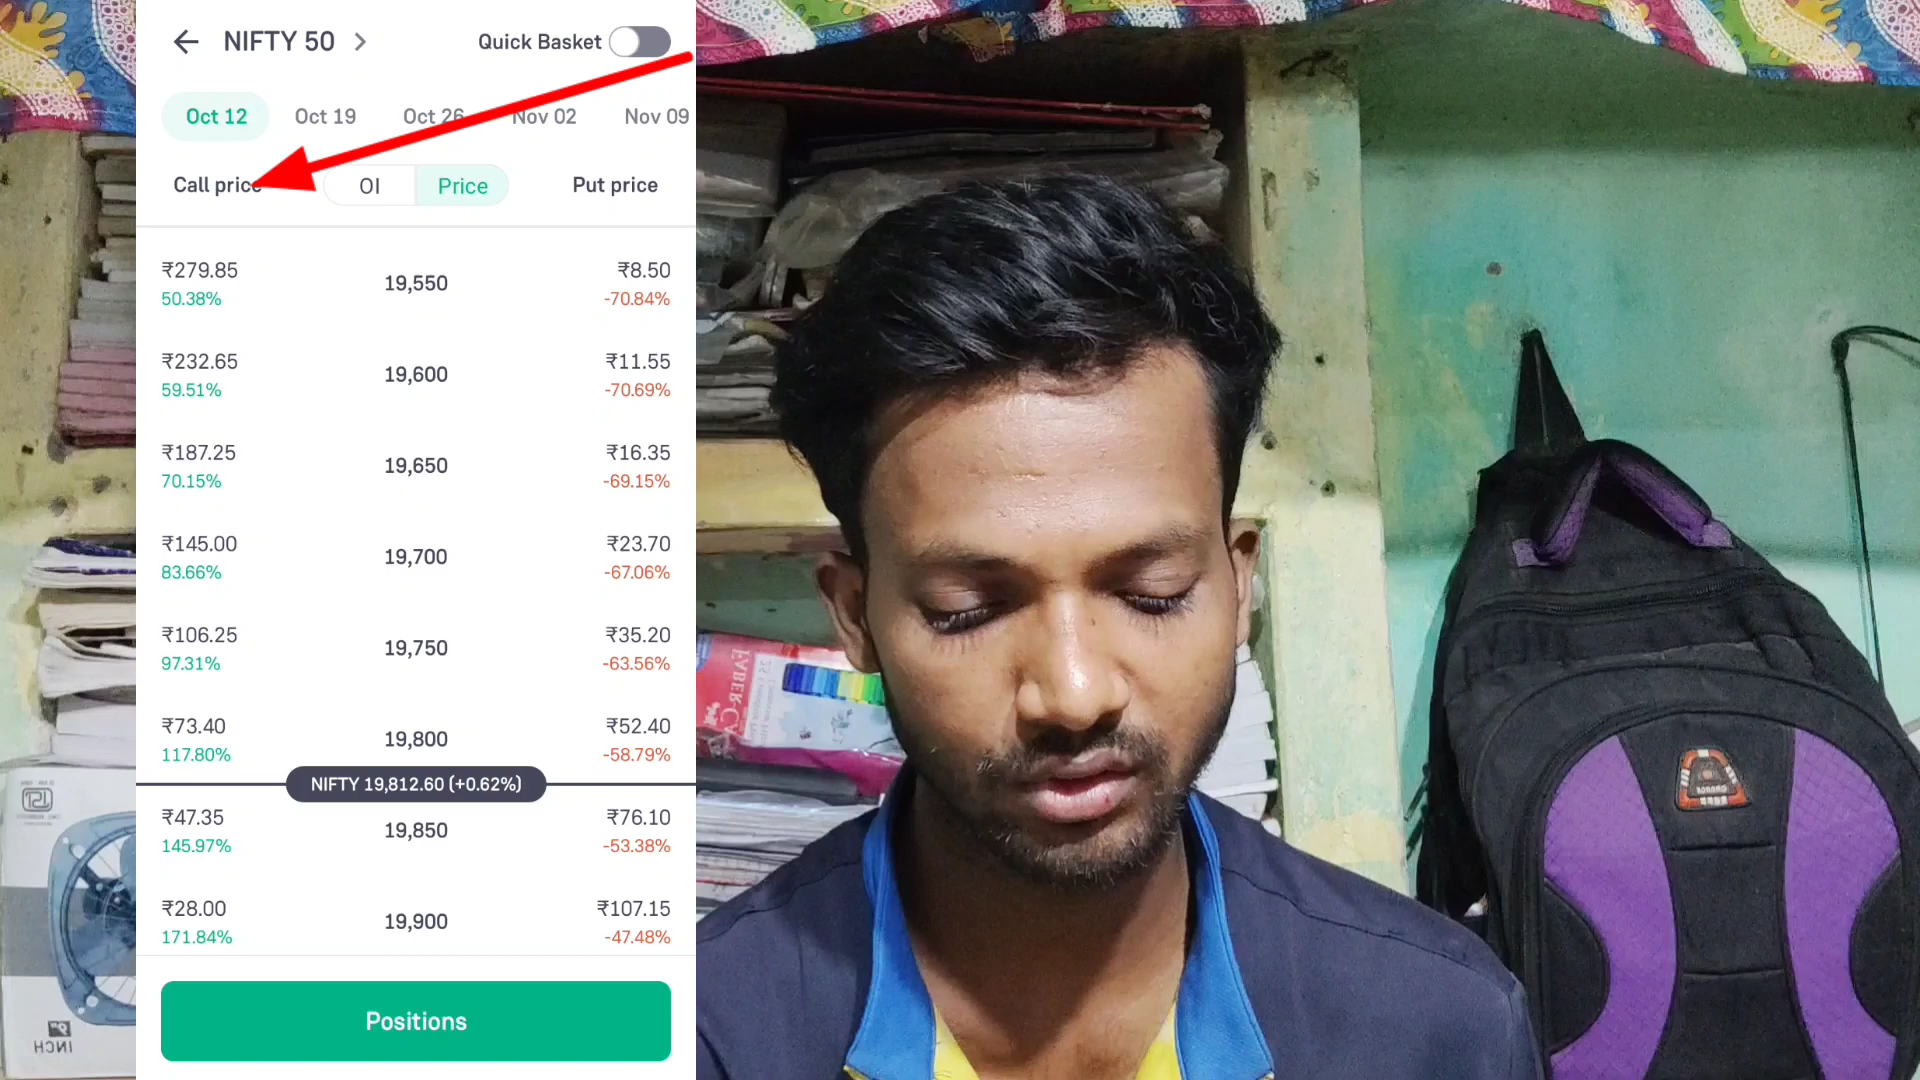 NIFTY 50
Quick Basket
Oct 12 Oct 19 Oct 26 Nov 02 Nov 09
Call price OI Price Put price
₹279.85 19,550 ₹8.50
50.38% -70.84%
₹232.65 19,600 ₹11.55
59.51% -70.69%
₹187.25 19,650 ₹16.35
70.15% -69.15%
₹145.00 19,700 ₹23.70
83.66% -67.06%
₹106.25 19,750 ₹35.20
97.31% -63.56%
₹73.40 19,800 ₹52.40
117.80% -58.79%
NIFTY 19,812.60 (+0.62%)
₹47.35 19,850 ₹76.10
145.97% -53.38%
₹28.00 19,900 ₹107.15
171.84% -47.48%
Positions
INCH